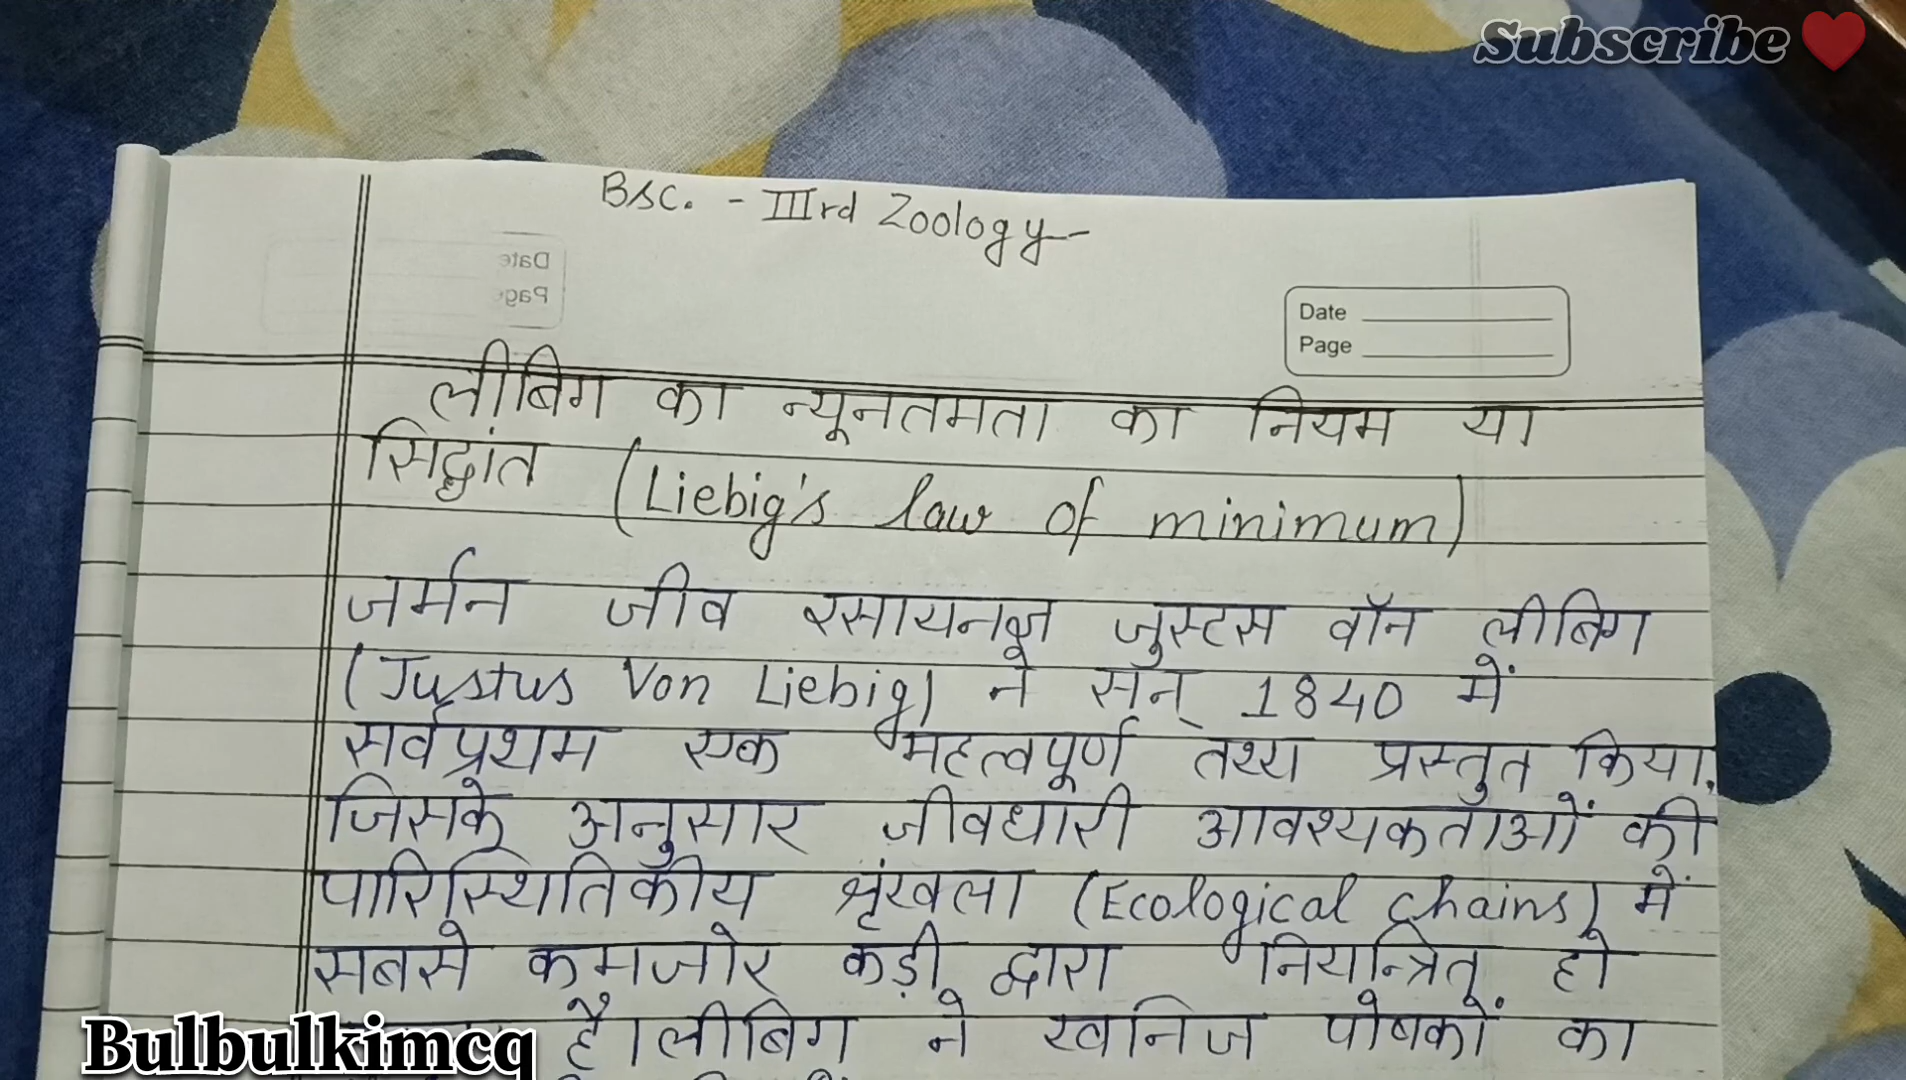 Subscribe
Bsc. - IIIrd Zoology-
Date
Page
Date
Page
लीबिग का न्यूनतमता का नियम या
सिद्धांत (Liebig's law of minimum)
जर्मन जीव रसायनज्ञ जुस्टस वॉन लीबिग
(Justus Von Liebig) ने सन् 1840 में
सर्वप्रथम एक महत्वपूर्ण तथ्य प्रस्तुत किया.
जिसके अनुसार जीवधारी आवश्यकताओं की
पारिस्थितिकीय श्रृंखला (Ecological chains) में
सबसे कमजोर कड़ी द्वारा नियन्त्रित हो
है। लीबिग ने खनिज पोषकों का
Bulbulkimcq